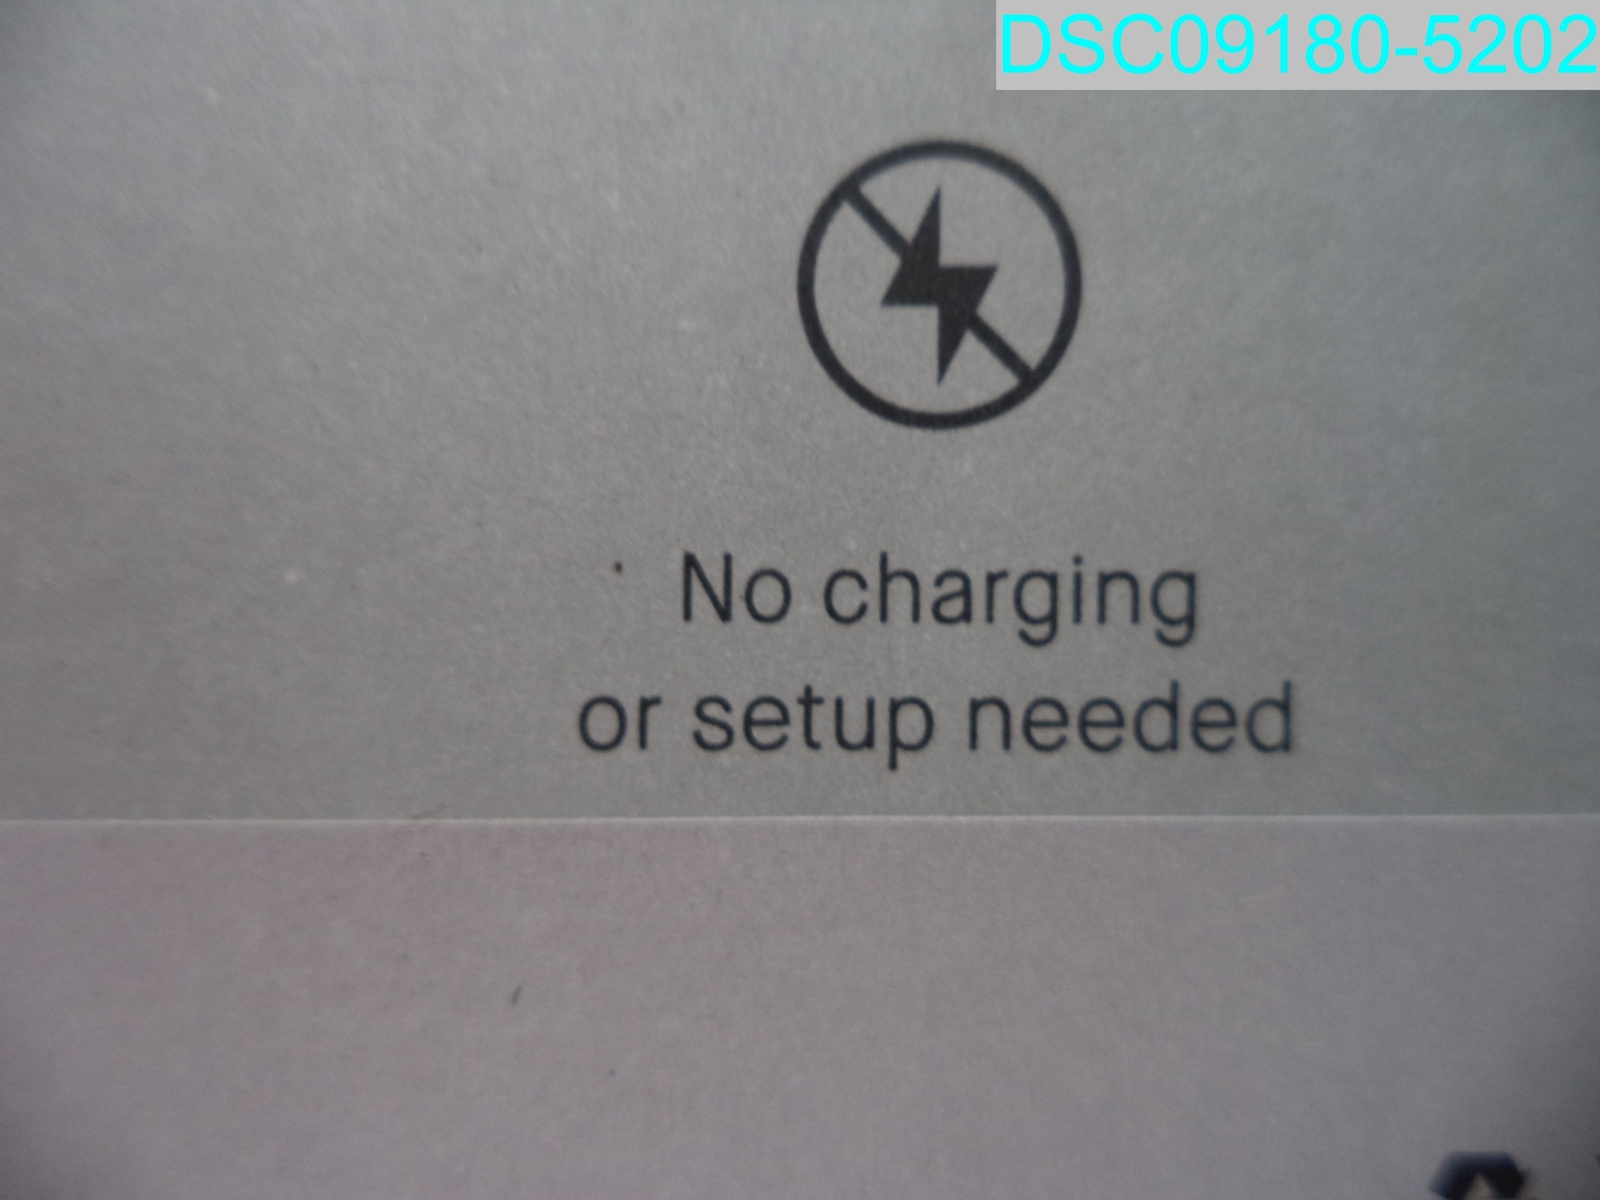 DSC09180-5202
No charging
or setup needed